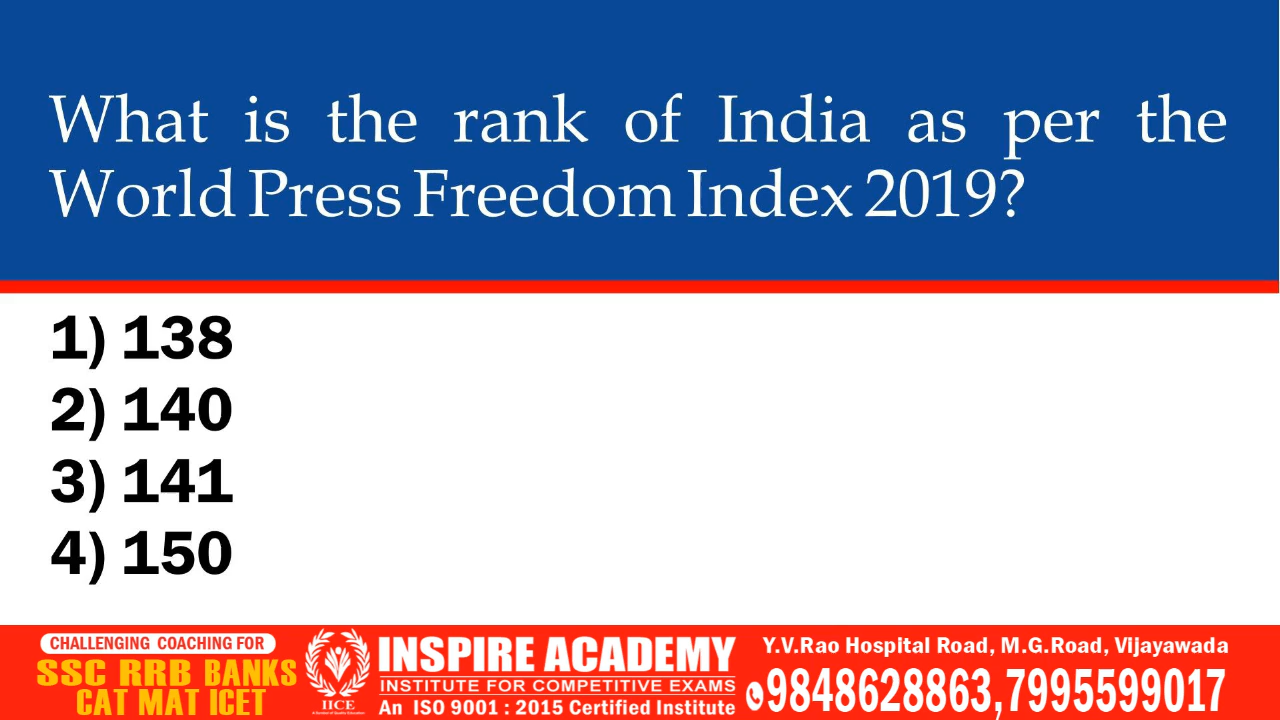 What is the rank of India as per the
World Press Freedom Index 2019?
1) 138
2) 140
3) 141
4) 150
CHALLENGING COACHING FOR
SSC RRB BANKS
CAT MAT ICET
IICE
INSPIRE ACADEMY
INSTITUTE FOR COMPETITIVE EXAMS
An ISO 9001 : 2015 Certified Institute
Y.V.Rao Hospital Road, M.G.Road, Vijayawada
9848628863,7995599017